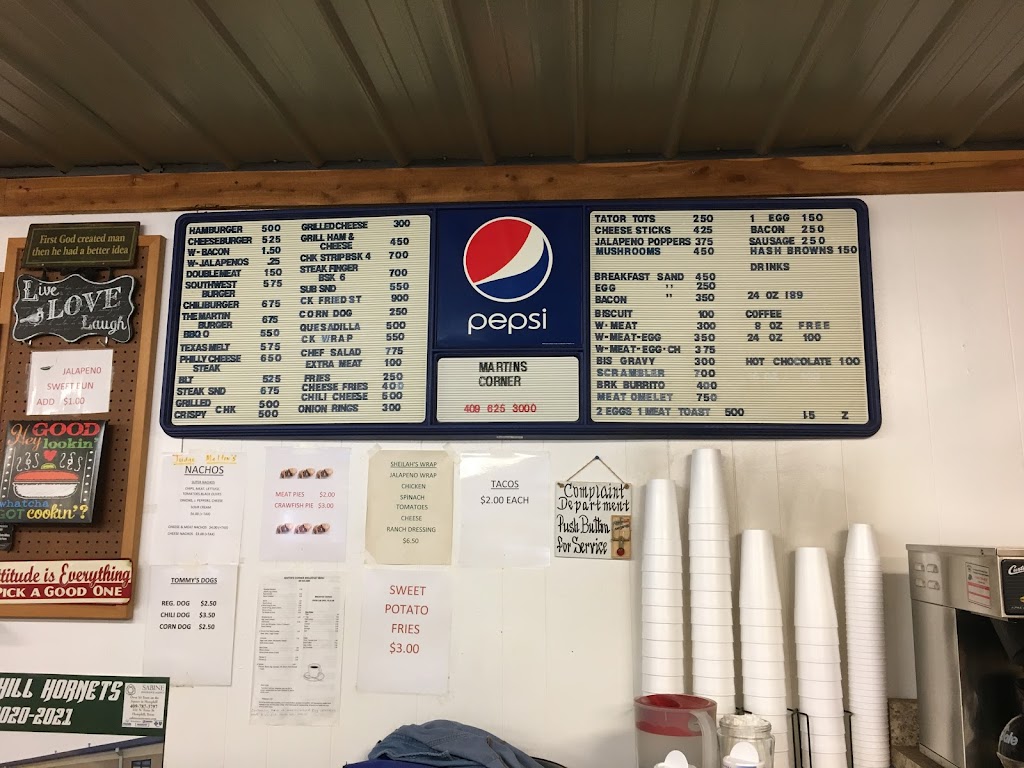 First God created man
then he had a better idea
Live
LOVE
Laugh
JALAPENO
SWEET BUN
ADD $1.00
Hey GOOD
lookin'
whatcha
GOT cookin'?
Attitude is Everything
PICK A GOOD ONE
HILL HORNETS
2020-2021
SABINE
HAMBURGER 500
CHEESEBURGER 525
W-BACON 1.50
W-JALAPENOS .25
DOUBLE MEAT 150
SOUTHWEST 575
BURGER
CHILIBURGER 675
THE MARTIN
BURGER 675
BBQ O 550
TEXAS MELT 575
PHILLY CHEESE 650
STEAK
BLT 525
STEAK SND 675
GRILLED CHK 500
CRISPY 500
GRILLED CHEESE 300
GRILL HAM &
CHEESE 450
CHK STRIP BSK 4 700
STEAK FINGER
BSK 6 700
SUB SND 550
CK FRIED ST 900
CORN DOG 250
QUESADILLA 500
CK WRAP 550
CHEF SALAD 775
EXTRA MEAT 100
FRIES 250
CHEESE FRIES 400
CHILI CHEESE 500
ONION RINGS 300
pepsi
MARTINS
CORNER
409 625 3000
TATOR TOTS 250
CHEESE STICKS 425
JALAPENO POPPERS 375
MUSHROOMS 450
BREAKFAST SAND 450
EGG " 250
BACON " 350
BISCUIT 100
W-MEAT 300
W-MEAT-EGG 350
W-MEAT-EGG-CH 375
BIS GRAVY 300
SCRAMBLER 700
BRK BURRITO 400
MEAT OMELET 750
2 EGGS 1 MEAT TOAST 500
1 EGG 150
BACON 250
SAUSAGE 250
HASH BROWNS 150
DRINKS
24 OZ 189
COFFEE
8 OZ FREE
24 OZ 100
HOT CHOCOLATE 100
15 Z
NACHOS
MEAT PIES $2.00
CRAWFISH PIE $3.00
SHEILAH'S WRAP
JALAPENO WRAP
CHICKEN
SPINACH
TOMATOES
CHEESE
RANCH DRESSING
$6.50
TACOS
$2.00 EACH
Complaint
Department
Push Button
for Service
TOMMY'S DOGS
REG. DOG $2.50
CHILI DOG $3.50
CORN DOG $2.50
SWEET
POTATO
FRIES
$3.00